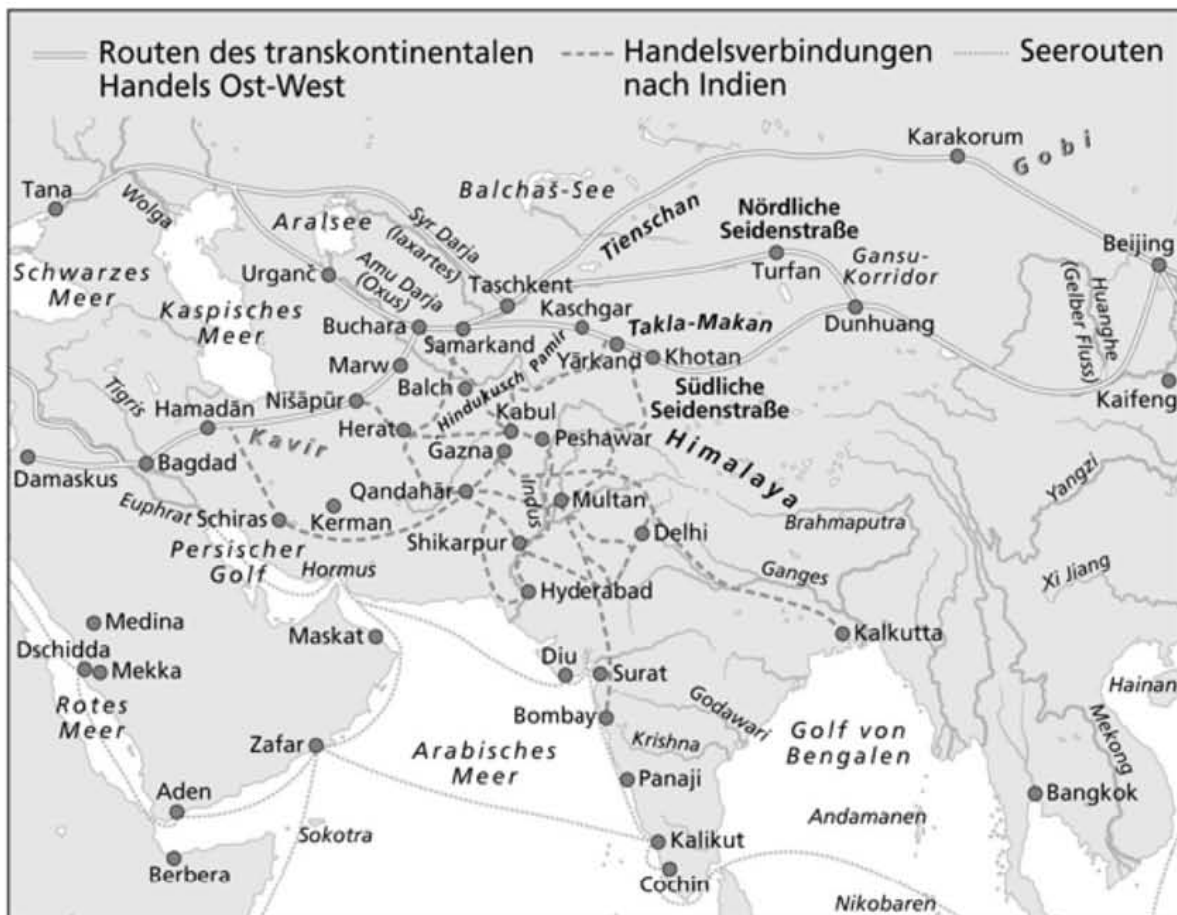 Routen des transkontinentalen
Handels Ost-West
Handelsverbindungen
nach Indien
Seerouten
Karakorum
Gobi
Tana
Wolga
Balchaš-See
Aralsee
Syr Darja
(Iaxartes)
Tienschan
Nördliche
Seidenstraße
Beijing
Schwarzes
Meer
Urganč
Amu Darja
(Oxus)
Taschkent
Turfan
Gansu-
Korridor
Kaspisches
Meer
Kaschgar
Huanghe
(Gelber Fluss)
Buchara
Samarkand
Takla-Makan
Dunhuang
Marw
Pamir
Yārkand
Khotan
Tigris
Balch
Hindukusch
Südliche
Seidenstraße
Kaifeng
Hamadān
Nišāpūr
Kabul
Herat
Kavir
Peshawar
Himalaya
Gazna
Damaskus
Bagdad
Yangzi
Qandahār
Indus
Multan
Euphrat
Schiras
Kerman
Delhi
Brahmaputra
Shikarpur
Persischer
Golf
Hormus
Ganges
Xi Jiang
Hyderabad
Medina
Maskat
Kalkutta
Dschidda
Mekka
Diu
Surat
Hainan
Rotes
Meer
Godawari
Bombay
Golf von
Bengalen
Mekong
Zafar
Arabisches
Meer
Krishna
Panaji
Aden
Bangkok
Andamanen
Sokotra
Kalikut
Berbera
Cochin
Nikobaren